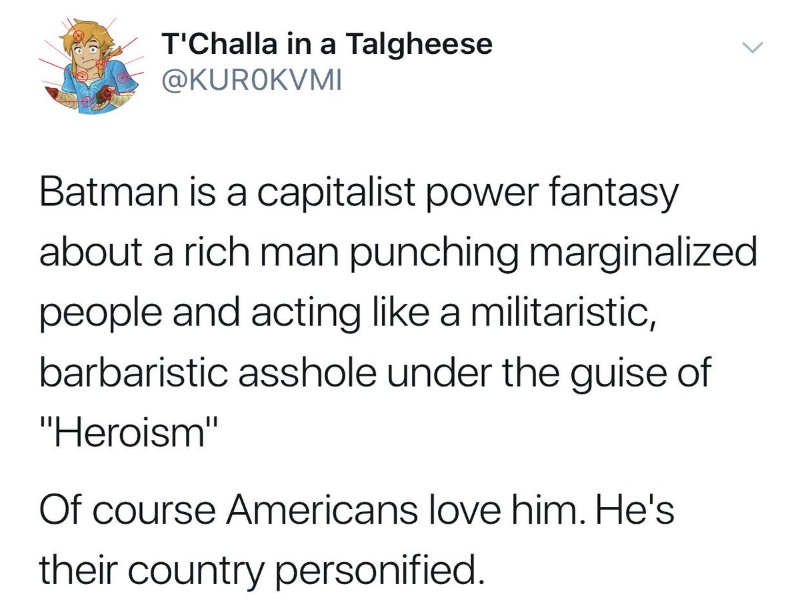 T'Challa in a Talgheese
@KUR0KVMI
Batman is a capitalist power fantasy
about a rich man punching marginalized
people and acting like a militaristic,
barbaristic asshole under the guise of
"Heroism"
Of course Americans love him. He's
their country personified.